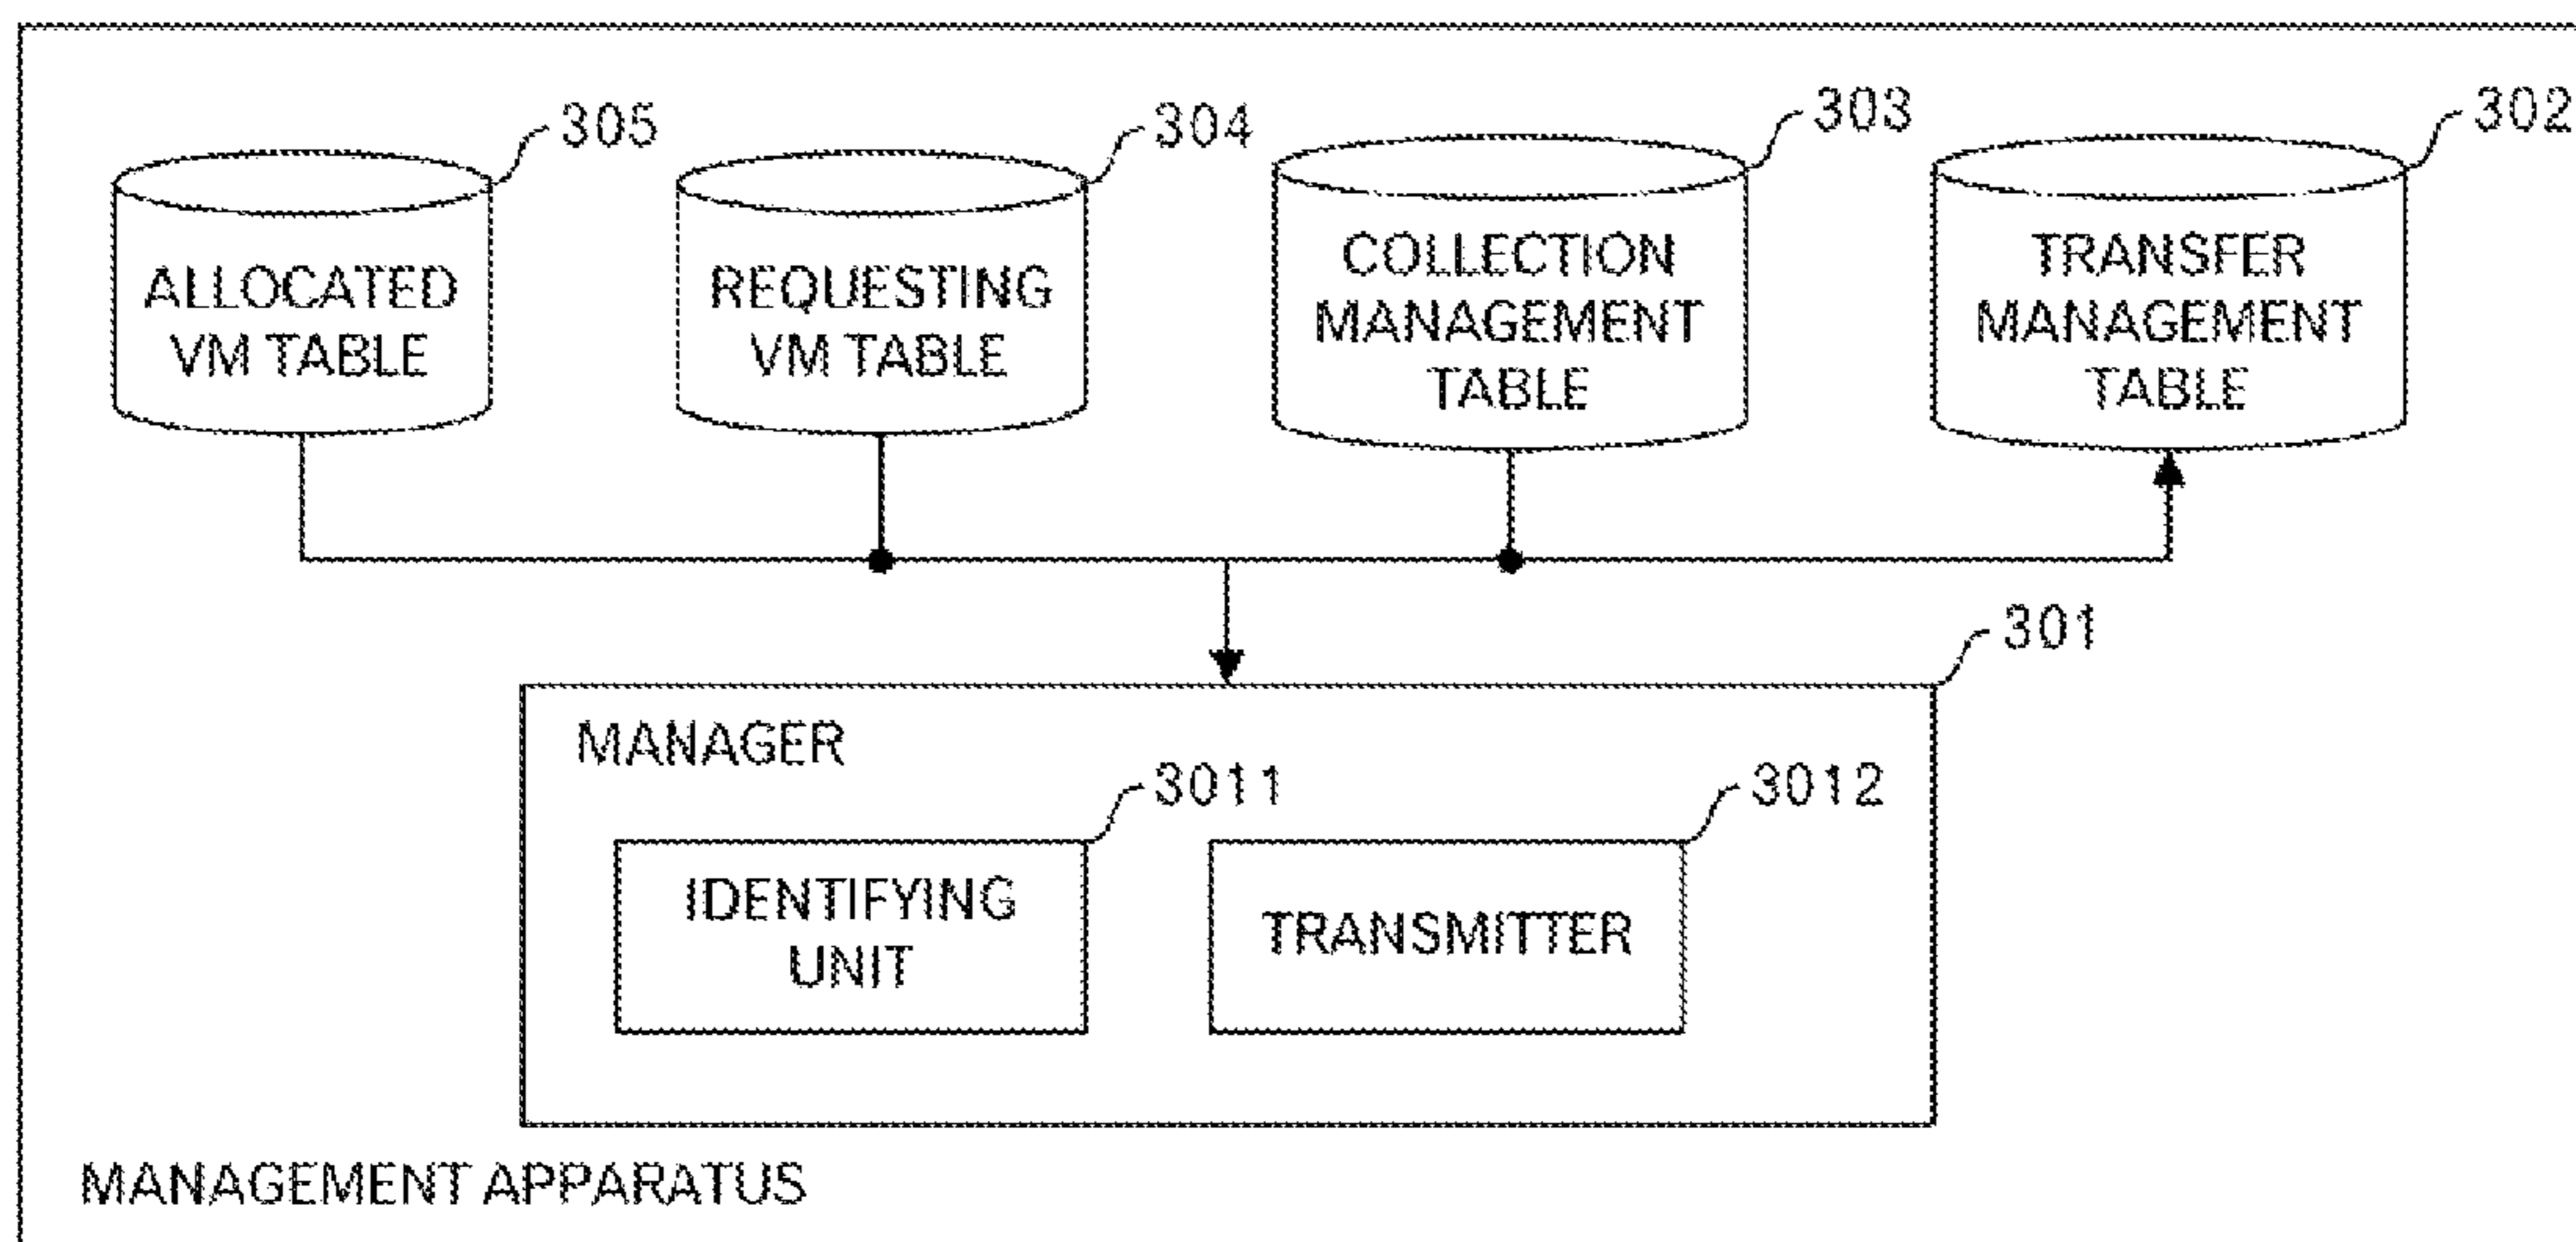 305
304
303
302
ALLOCATED
VM TABLE
REQUESTING
VM TABLE
COLLECTION
MANAGEMENT
TABLE
TRANSFER
MANAGEMENT
TABLE
301
MANAGER
3011
3012
IDENTIFYING
UNIT
TRANSMITTER
MANAGEMENT APPARATUS